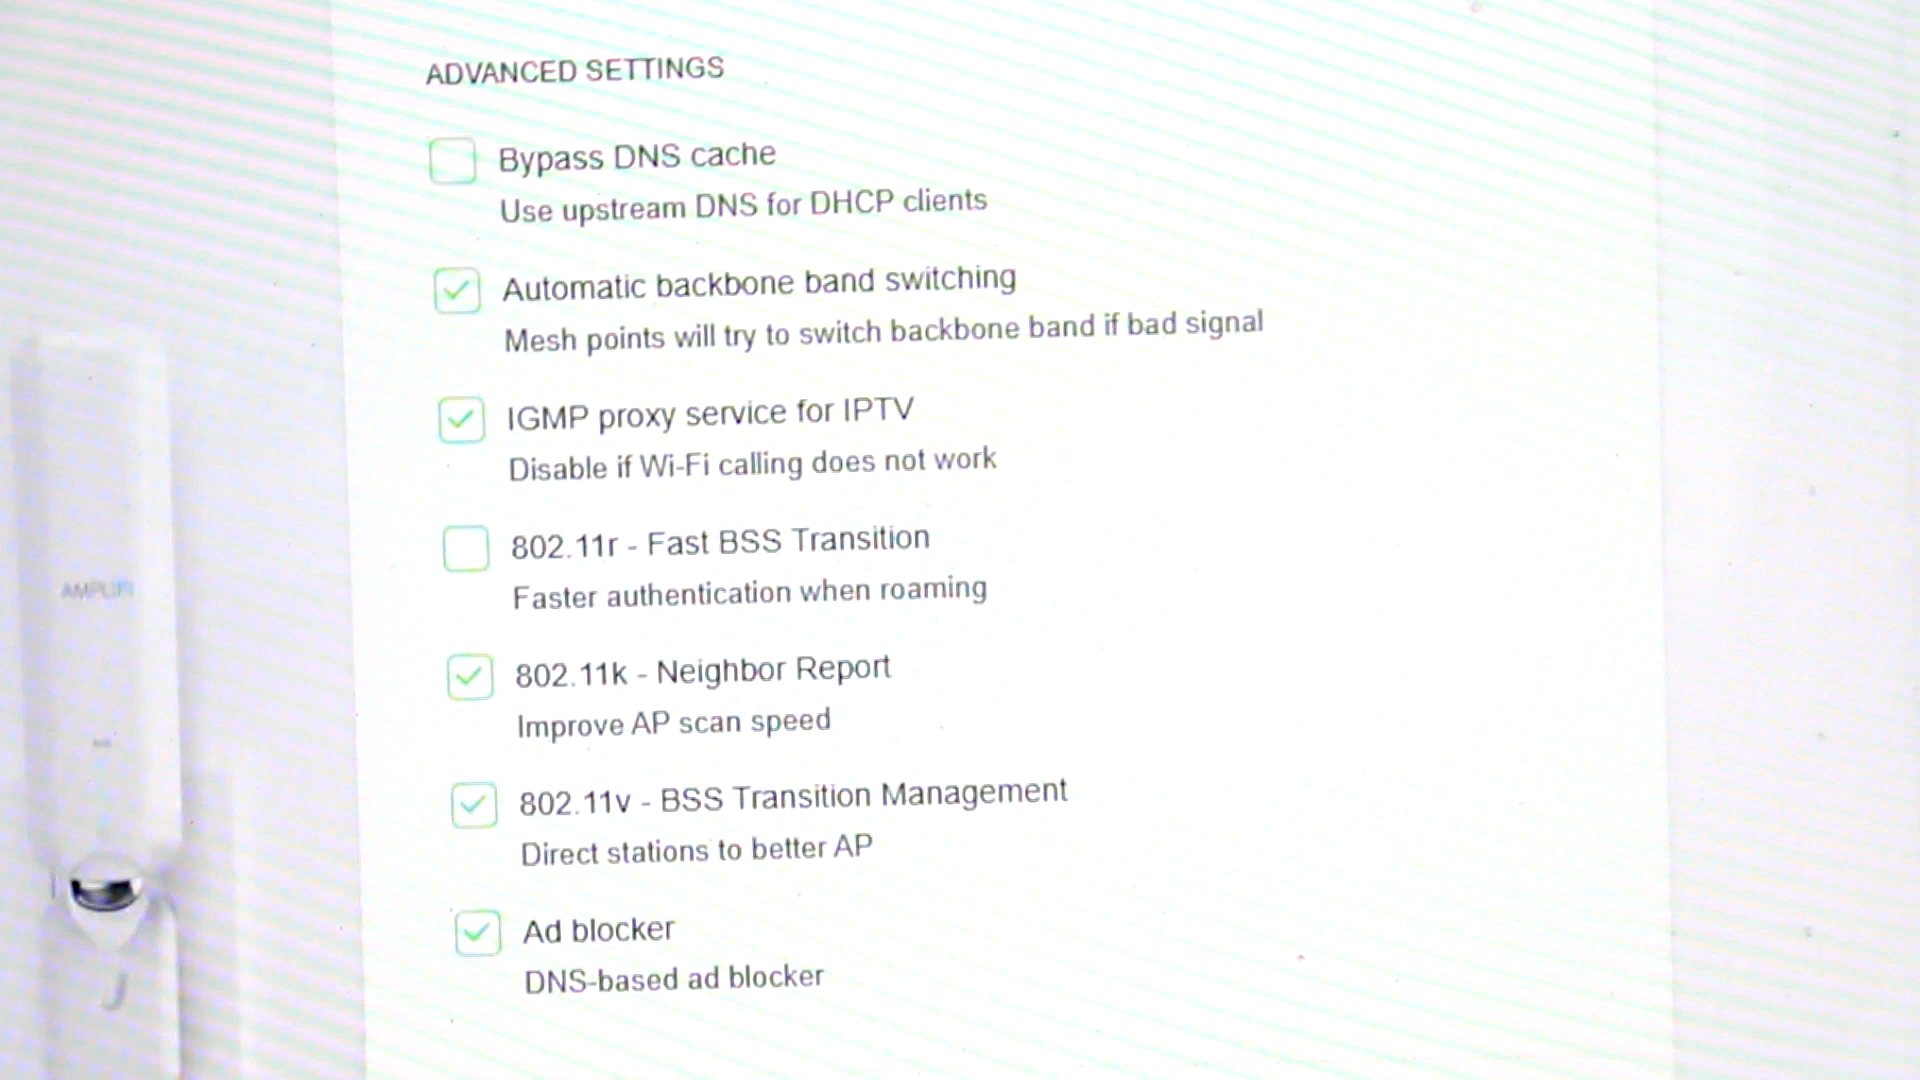 ADVANCED SETTINGS
Bypass DNS cache
Use upstream DNS for DHCP clients
Automatic backbone band switching
Mesh points will try to switch backbone band if bad signal
IGMP proxy service for IPTV
Disable if Wi-Fi calling does not work
802.11r - Fast BSS Transition
Faster authentication when roaming
802.11k - Neighbor Report
Improve AP scan speed
802.11v - BSS Transition Management
Direct stations to better AP
Ad blocker
DNS-based ad blocker
AMPLIFI